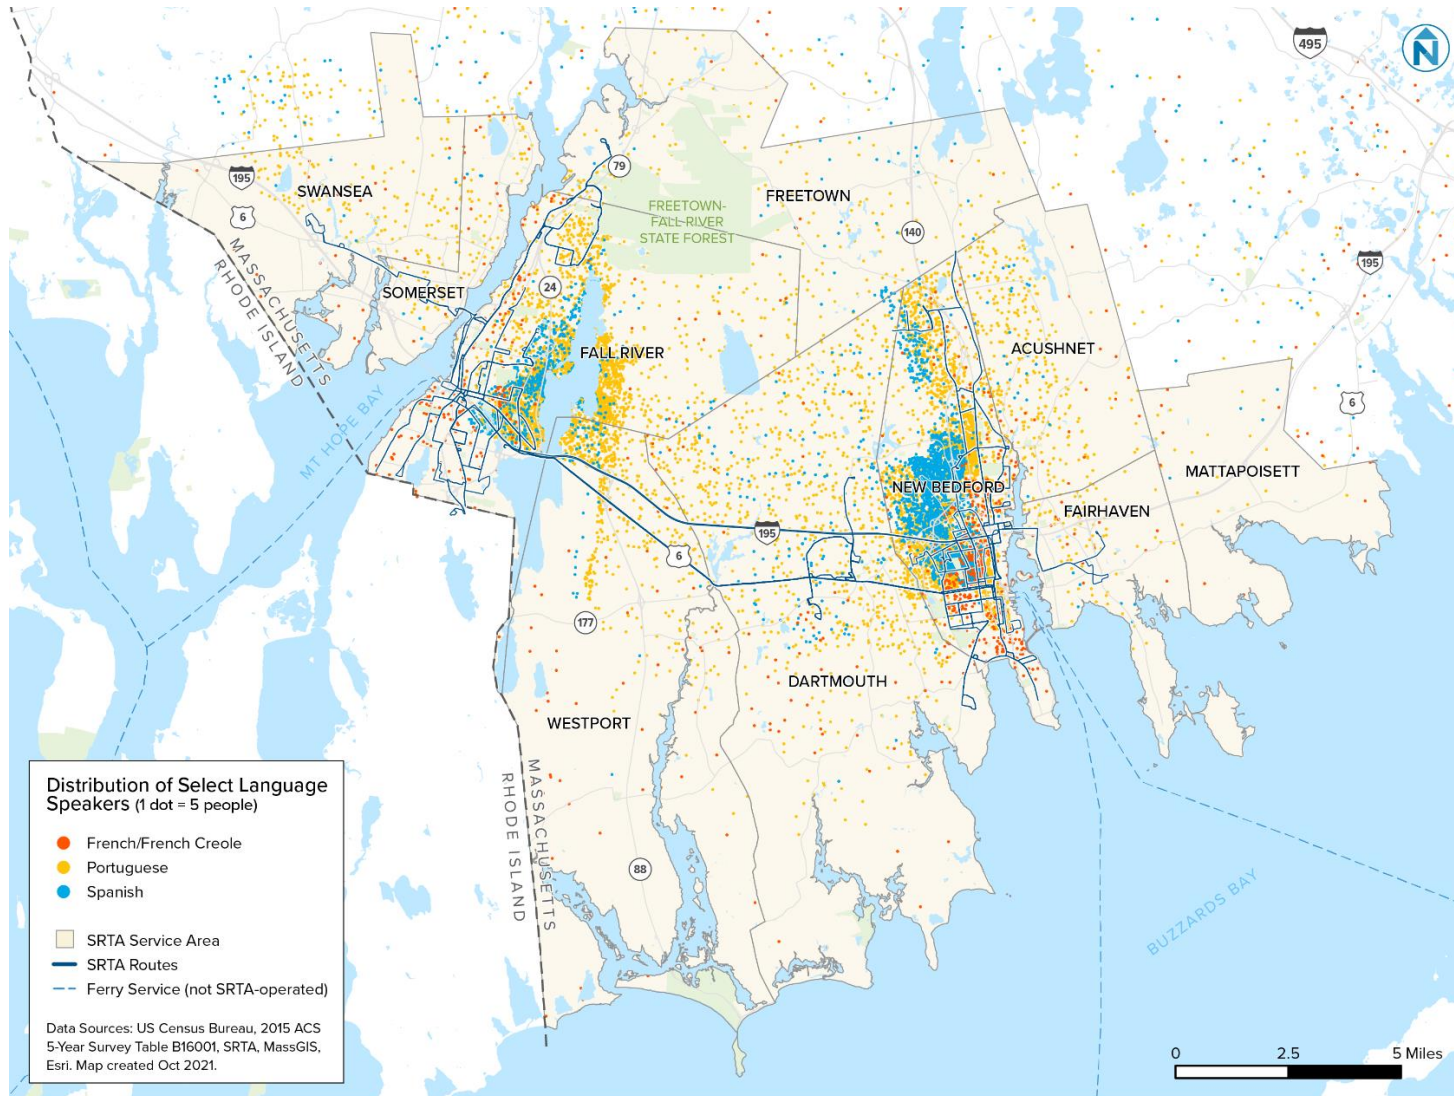 495
N
79
195
SWANSEA
FREETOWN
6
FREETOWN-
FALL RIVER
STATE FOREST
140
MASSACHUSETTS
RHODE ISLAND
195
24
SOMERSET
ACUSHNET
FALL RIVER
6
MT HOPE BAY
MATTAPOISETT
NEW BEDFORD
FAIRHAVEN
195
6
177
DARTMOUTH
WESTPORT
MASSACHUSETTS
RHODE ISLAND
88
BUZZARDS BAY
Distribution of Select Language
Speakers (1 dot = 5 people)
French/French Creole
Portuguese
Spanish
SRTA Service Area
SRTA Routes
Ferry Service (not SRTA-operated)
Data Sources: US Census Bureau, 2015 ACS
5-Year Survey Table B16001, SRTA, MassGIS,
Esri. Map created Oct 2021.
0 2.5 5 Miles